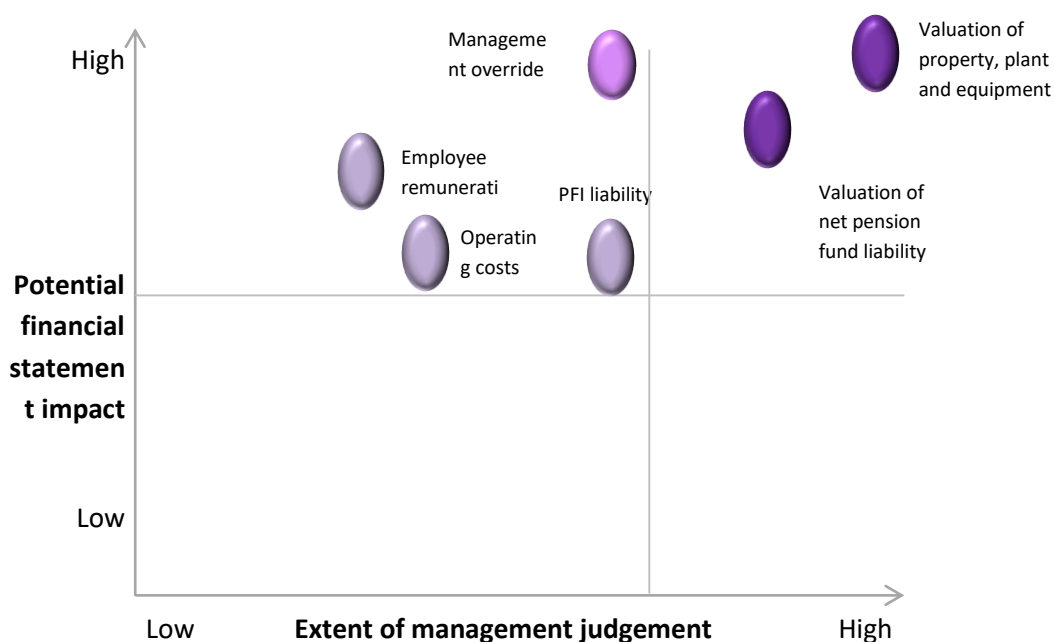 High
Manageme
nt override
Valuation of
property, plant
and equipment
Employee
remunerati
PFI liability
Valuation of
net pension
fund liability
Operatin
g costs
Potential
financial
statemen
t impact
Low
Low
Extent of management judgement
High